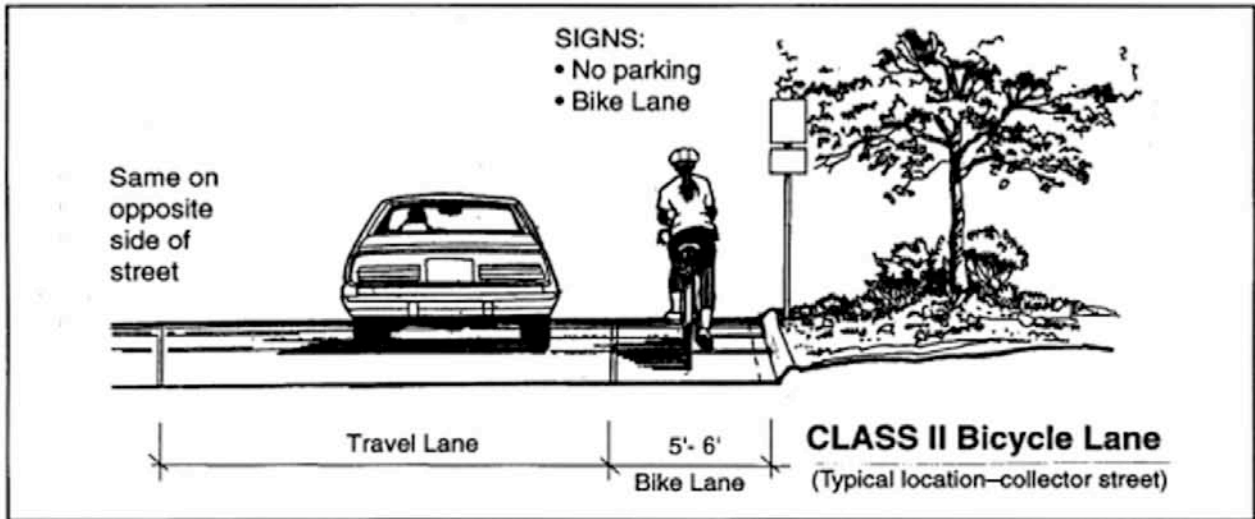 SIGNS:
• No parking
• Bike Lane
Same on
opposite
side of
street
Travel Lane
5'- 6'
Bike Lane
CLASS II Bicycle Lane
(Typical location–collector street)